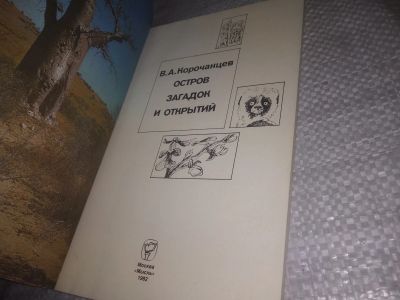 В.А.Корочанцев
ОСТРОВ
ЗАГАДОК
И ОТКРЫТИЙ
Москва
«Мысль»
1982